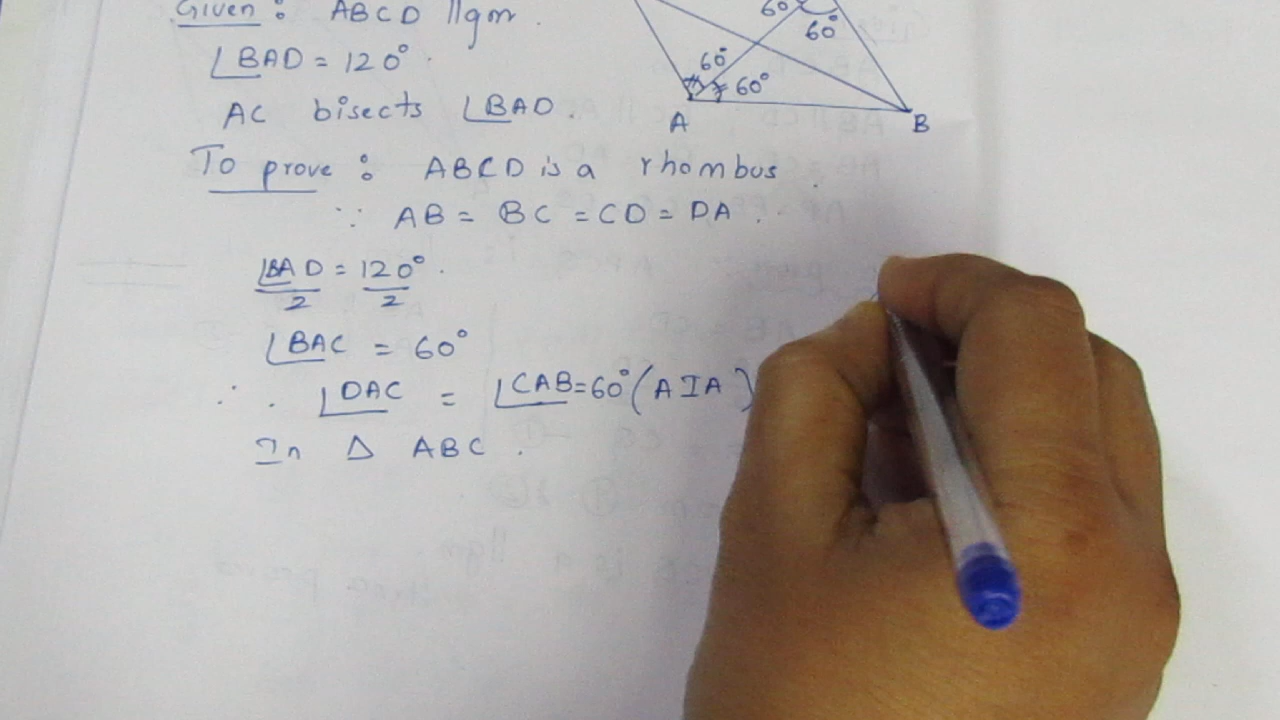 Given : ABCD ||gm.
∠BAD = 120°.
AC bisects ∠BAD.
To prove : ABCD is a rhombus.
∵ AB = BC = CD = DA.
∠BAD/2 = 120°/2.
∠BAC = 60°
∴ ∠DAC = ∠CAB = 60° (AIA)
In Δ ABC.
60
60°
60°
60°
A
B